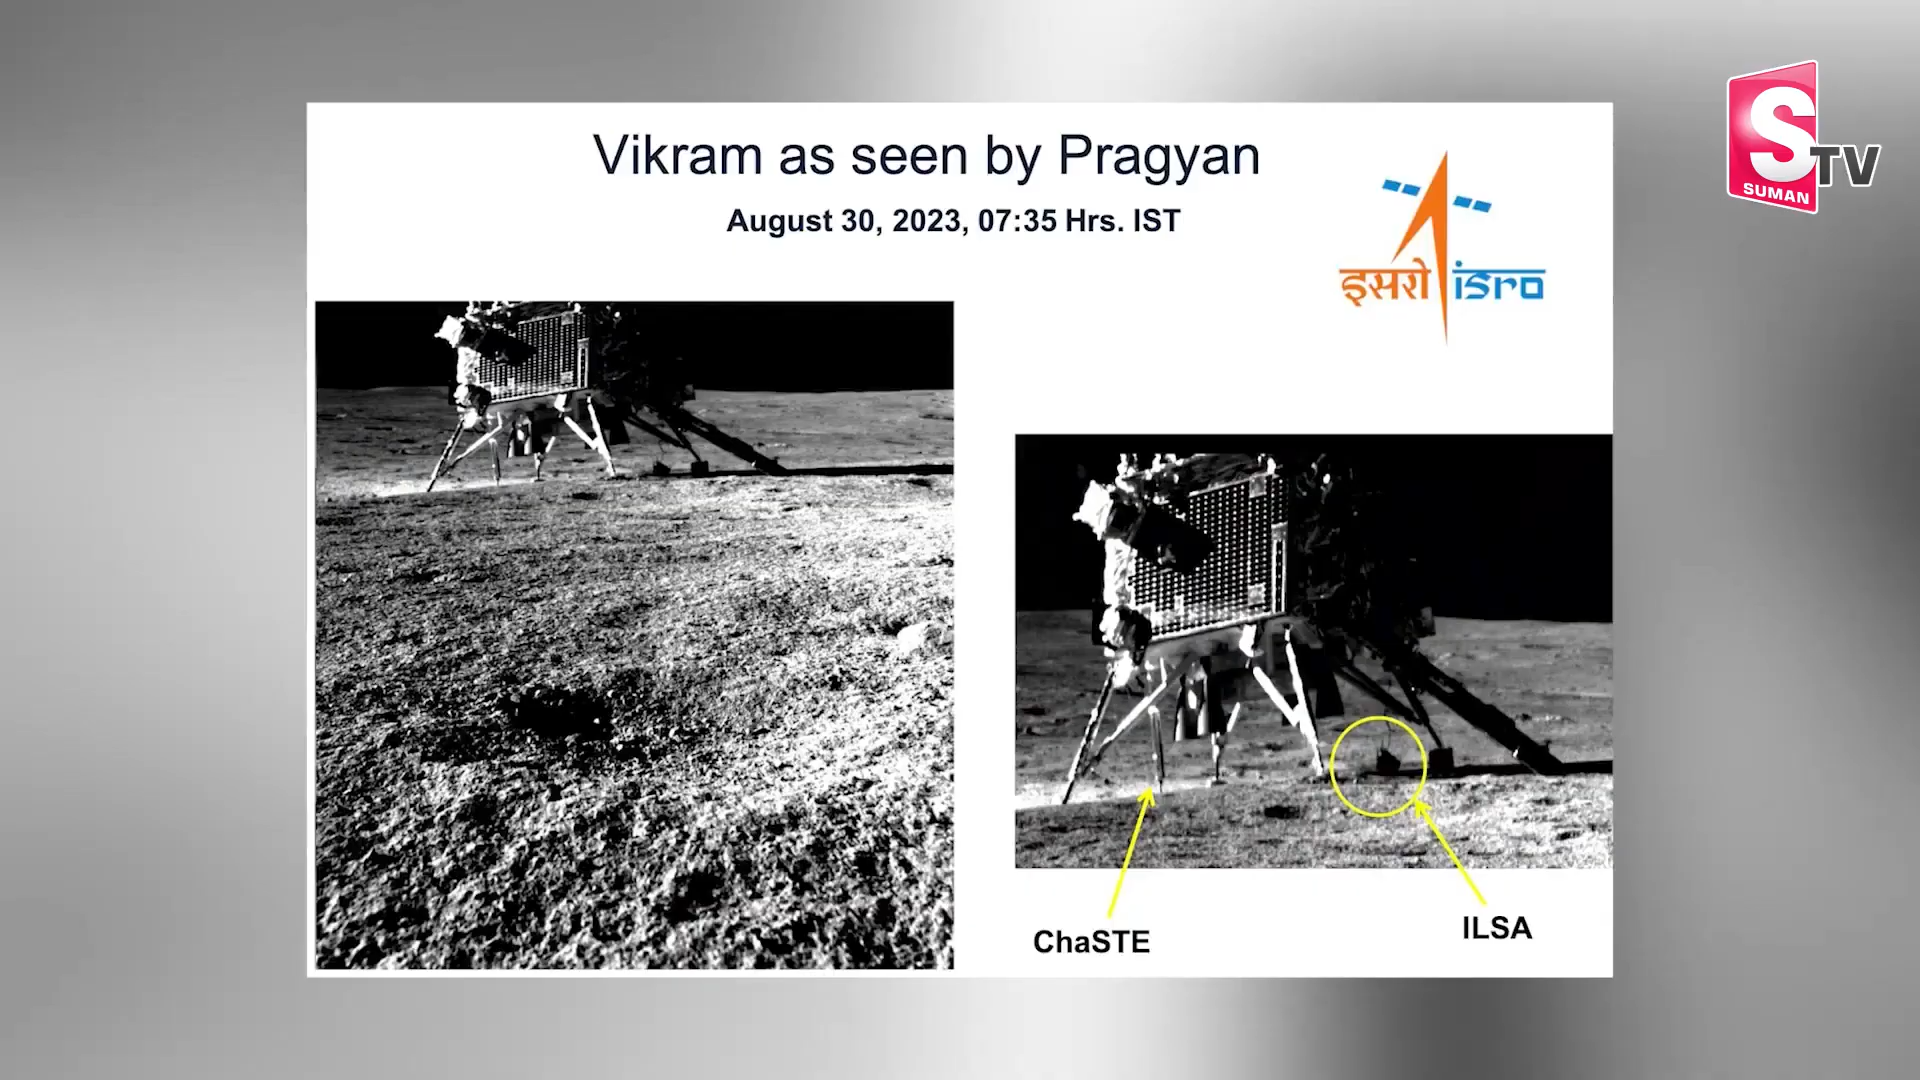 Vikram as seen by Pragyan
August 30, 2023, 07:35 Hrs. IST
इसरो isro
S TV
SUMAN
ChaSTE
ILSA